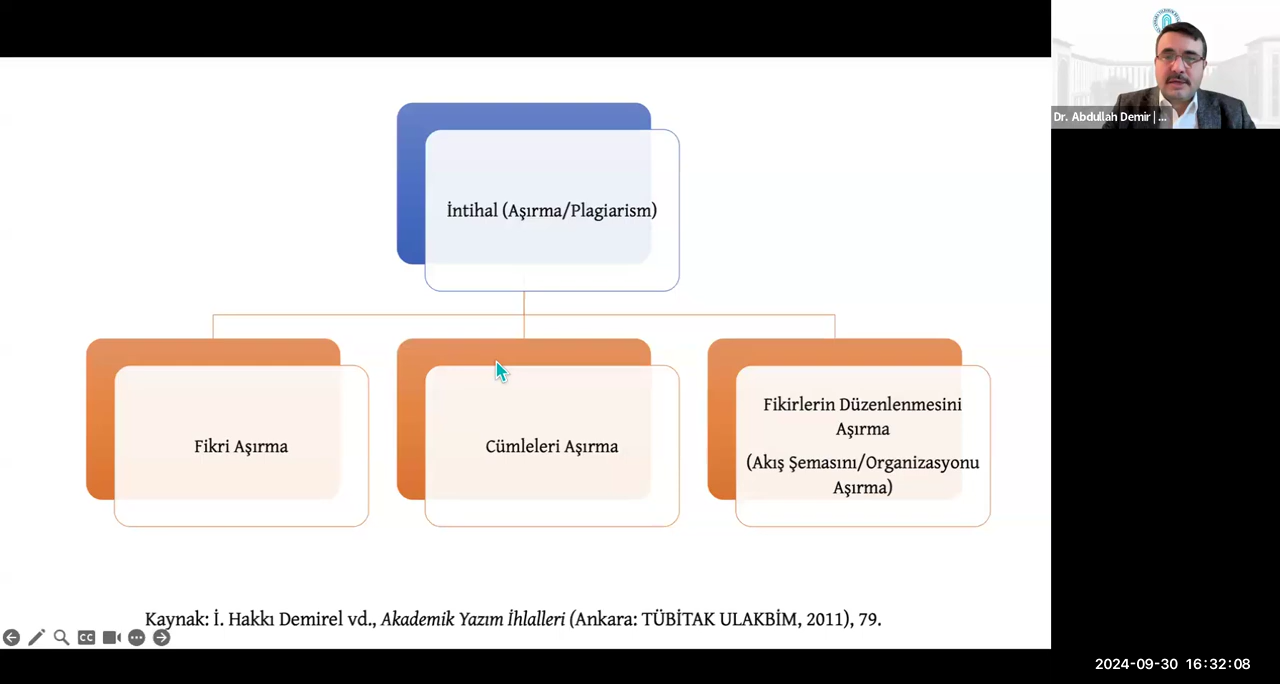 İntihal (Aşırma/Plagiarism)
Fikri Aşırma
Cümleleri Aşırma
Fikirlerin Düzenlenmesini
Aşırma
(Akış Şemasını/Organizasyonu
Aşırma)
Kaynak: İ. Hakkı Demirel vd., Akademik Yazım İhlalleri (Ankara: TÜBİTAK ULAKBİM, 2011), 79.
CC
Dr. Abdullah Demir | ...
2024-09-30 16:32:08